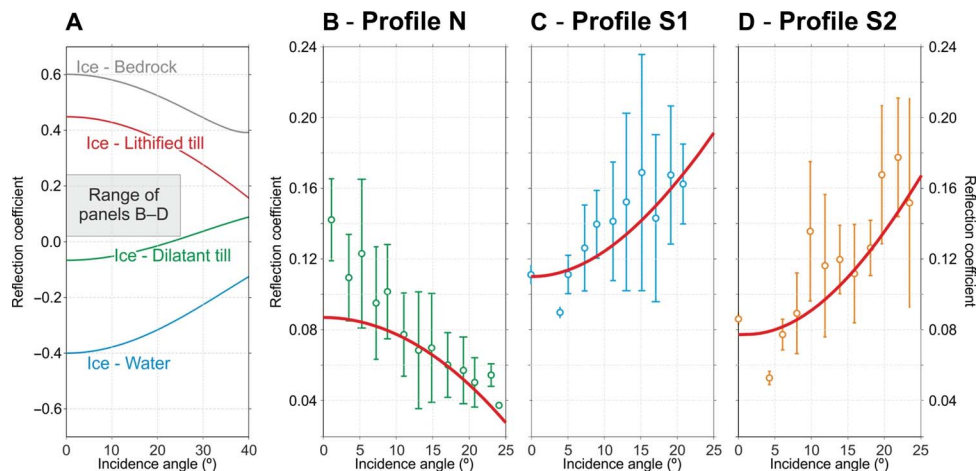 A
B - Profile N
C - Profile S1
D - Profile S2
Ice - Bedrock
Ice - Lithified till
Range of
panels B–D
Ice - Dilatant till
Ice - Water
Reflection coefficient
0.6
0.4
0.2
0.0
−0.2
−0.4
−0.6
0 10 20 30 40
Incidence angle (º)
Reflection coefficient
0.24
0.20
0.16
0.12
0.08
0.04
0 5 10 15 20 25
Incidence angle (º)
0 5 10 15 20 25
Incidence angle (º)
0 5 10 15 20 25
Incidence angle (º)
0.24
0.20
0.16
0.12
0.08
0.04
Reflection coefficient